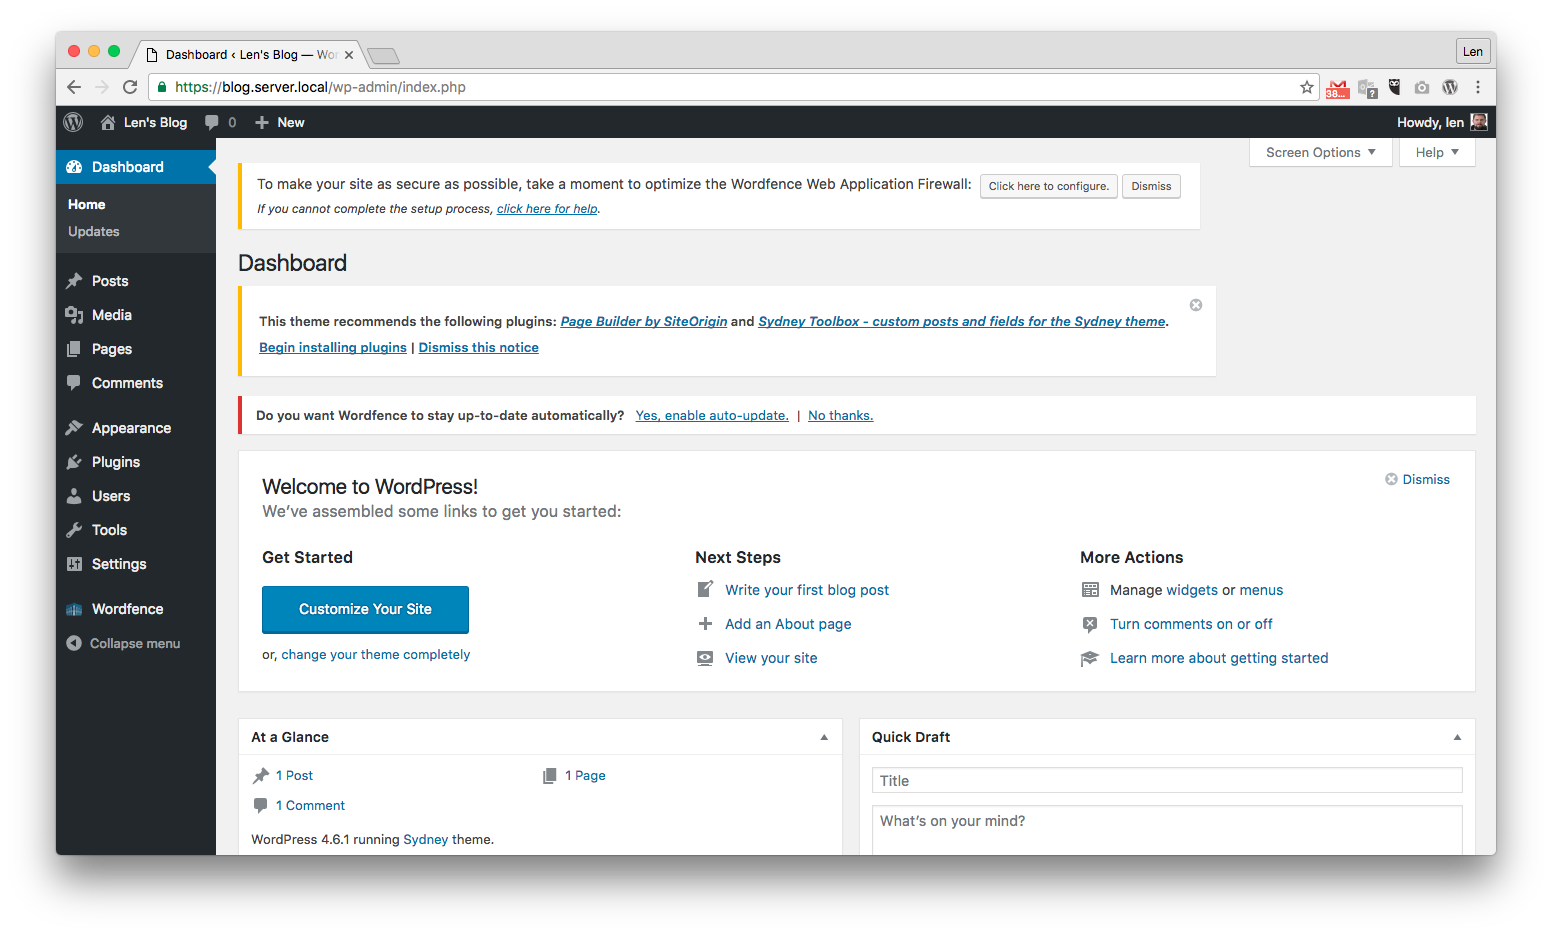 Dashboard ‹ Len's Blog — Wor
Len
https://blog.server.local/wp-admin/index.php
38...
?
Len's Blog
0
New
Howdy, len
Dashboard
Home
Updates
Posts
Media
Pages
Comments
Appearance
Plugins
Users
Tools
Settings
Wordfence
Collapse menu
Screen Options
Help
To make your site as secure as possible, take a moment to optimize the Wordfence Web Application Firewall: Click here to configure. Dismiss
If you cannot complete the setup process, click here for help.
Dashboard
This theme recommends the following plugins: Page Builder by SiteOrigin and Sydney Toolbox - custom posts and fields for the Sydney theme.
Begin installing plugins | Dismiss this notice
Do you want Wordfence to stay up-to-date automatically? Yes, enable auto-update. | No thanks.
Welcome to WordPress!
Dismiss
We've assembled some links to get you started:
Get Started
Customize Your Site
or, change your theme completely
Next Steps
Write your first blog post
Add an About page
View your site
More Actions
Manage widgets or menus
Turn comments on or off
Learn more about getting started
At a Glance
1 Post
1 Page
1 Comment
WordPress 4.6.1 running Sydney theme.
Quick Draft
Title
What's on your mind?